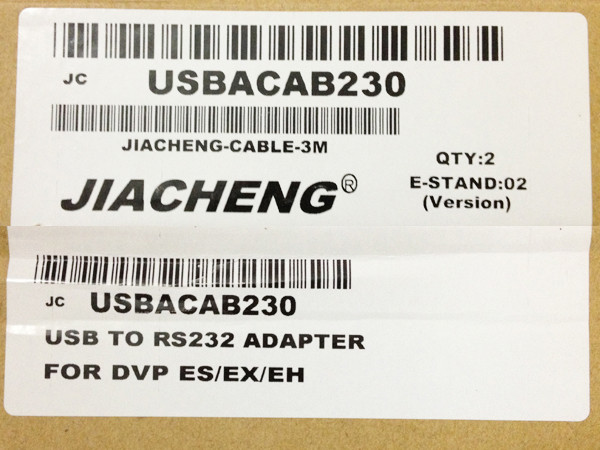 JC USBACAB230
JIACHENG-CABLE-3M
QTY:2
JIACHENG®
E-STAND:02
(Version)
JC USBACAB230
USB TO RS232 ADAPTER
FOR DVP ES/EX/EH